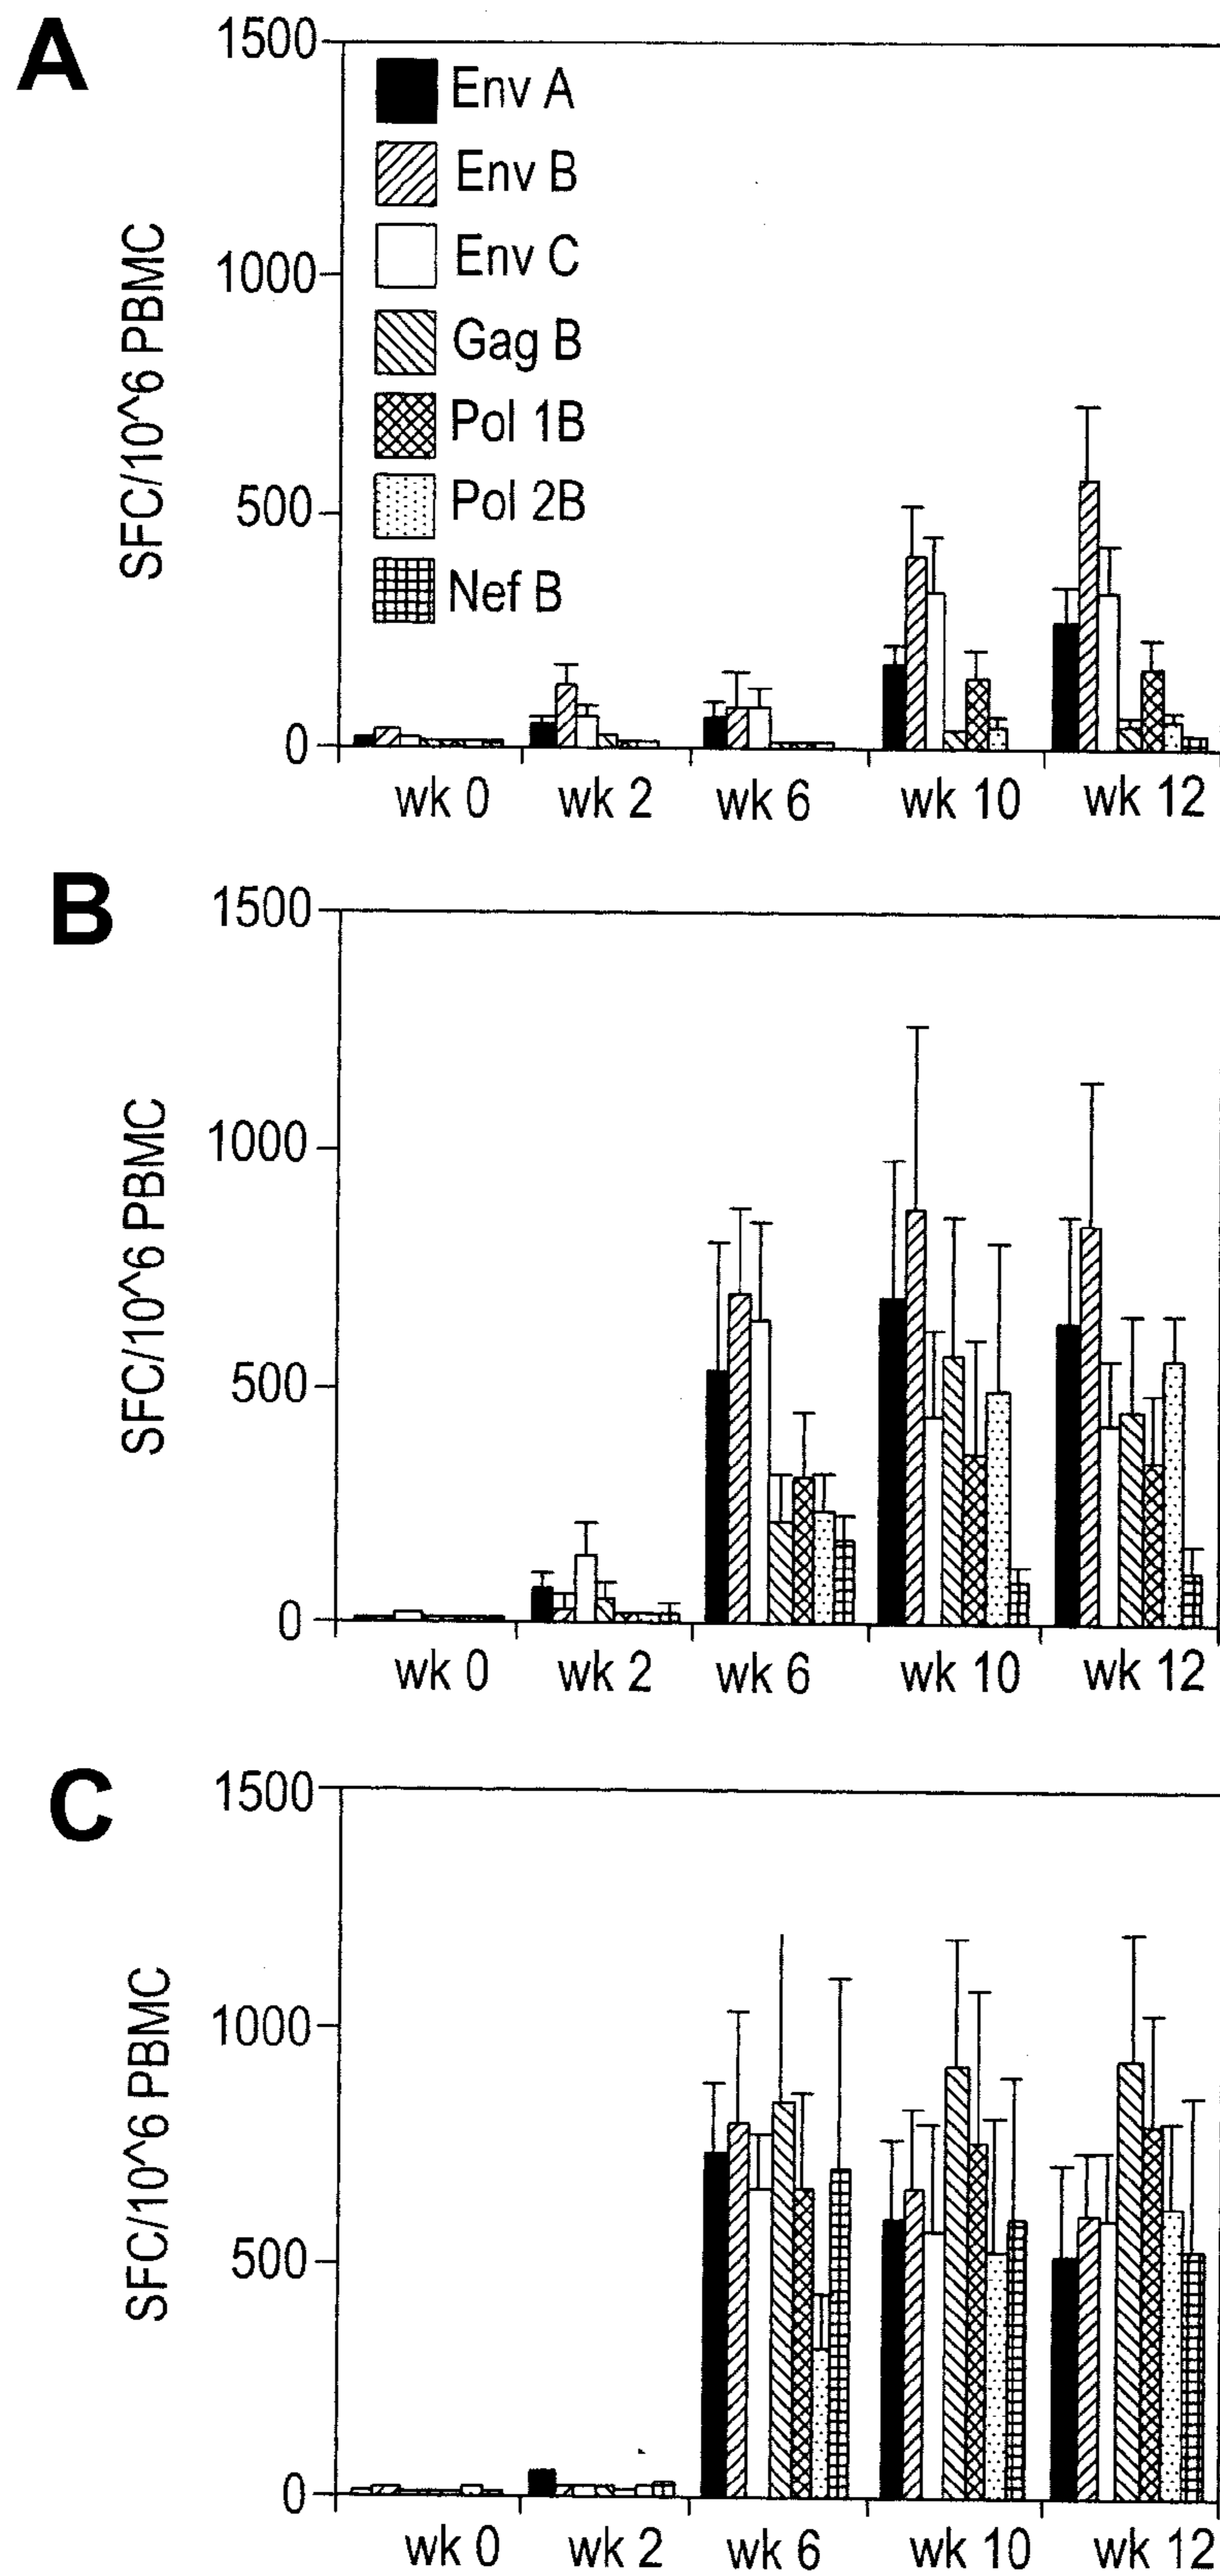 A
1500
Env A
Env B
Env C
Gag B
Pol 1B
Pol 2B
Nef B
1000
500
0
SFC/10^6 PBMC
wk 0 wk 2 wk 6 wk 10 wk 12
B
1500
1000
500
0
SFC/10^6 PBMC
wk 0 wk 2 wk 6 wk 10 wk 12
C
1500
1000
500
0
SFC/10^6 PBMC
wk 0 wk 2 wk 6 wk 10 wk 12